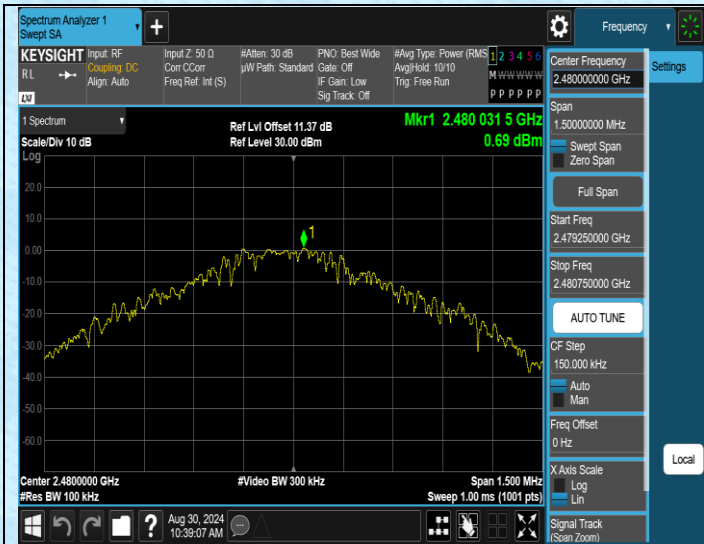 Spectrum Analyzer 1
Swept SA
Frequency
KEYSIGHT
RL
LXI
Input: RF
Coupling: DC
Align: Auto
Input Z: 50 Ω
Corr CCorr
Freq Ref: Int (S)
#Atten: 30 dB
µW Path: Standard
PNO: Best Wide
Gate: Off
IF Gain: Low
Sig Track: Off
#Avg Type: Power (RMS
Avg|Hold: 10/10
Trig: Free Run
1 2 3 4 5 6
M W W W W W
P P P P P P
1 Spectrum
Scale/Div 10 dB
Ref Lvl Offset 11.37 dB
Ref Level 30.00 dBm
Mkr1 2.480 031 5 GHz
0.69 dBm
Log
20.0
10.0
0.00
-10.0
-20.0
-30.0
-40.0
-50.0
-60.0
1
Center 2.4800000 GHz
#Res BW 100 kHz
#Video BW 300 kHz
Span 1.500 MHz
Sweep 1.00 ms (1001 pts)
Aug 30, 2024
10:39:07 AM
Center Frequency
2.480000000 GHz
Span
1.50000000 MHz
Swept Span
Zero Span
Full Span
Start Freq
2.479250000 GHz
Stop Freq
2.480750000 GHz
AUTO TUNE
CF Step
150.000 kHz
Auto
Man
Freq Offset
0 Hz
X Axis Scale
Log
Lin
Signal Track
(Span Zoom)
Settings
Local